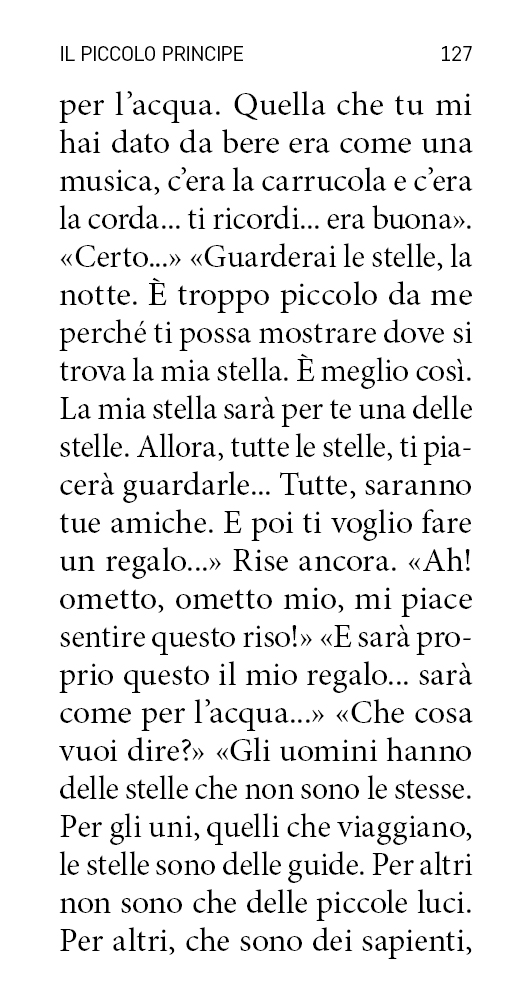 IL PICCOLO PRINCIPE 127
per l’acqua. Quella che tu mi
hai dato da bere era come una
musica, c’era la carrucola e c’era
la corda... ti ricordi... era buona».
«Certo...» «Guarderai le stelle, la
notte. È troppo piccolo da me
perché ti possa mostrare dove si
trova la mia stella. È meglio così.
La mia stella sarà per te una delle
stelle. Allora, tutte le stelle, ti pia-
cerà guardarle... Tutte, saranno
tue amiche. E poi ti voglio fare
un regalo...» Rise ancora. «Ah!
ometto, ometto mio, mi piace
sentire questo riso!» «E sarà pro-
prio questo il mio regalo... sarà
come per l’acqua...» «Che cosa
vuoi dire?» «Gli uomini hanno
delle stelle che non sono le stesse.
Per gli uni, quelli che viaggiano,
le stelle sono delle guide. Per altri
non sono che delle piccole luci.
Per altri, che sono dei sapienti,